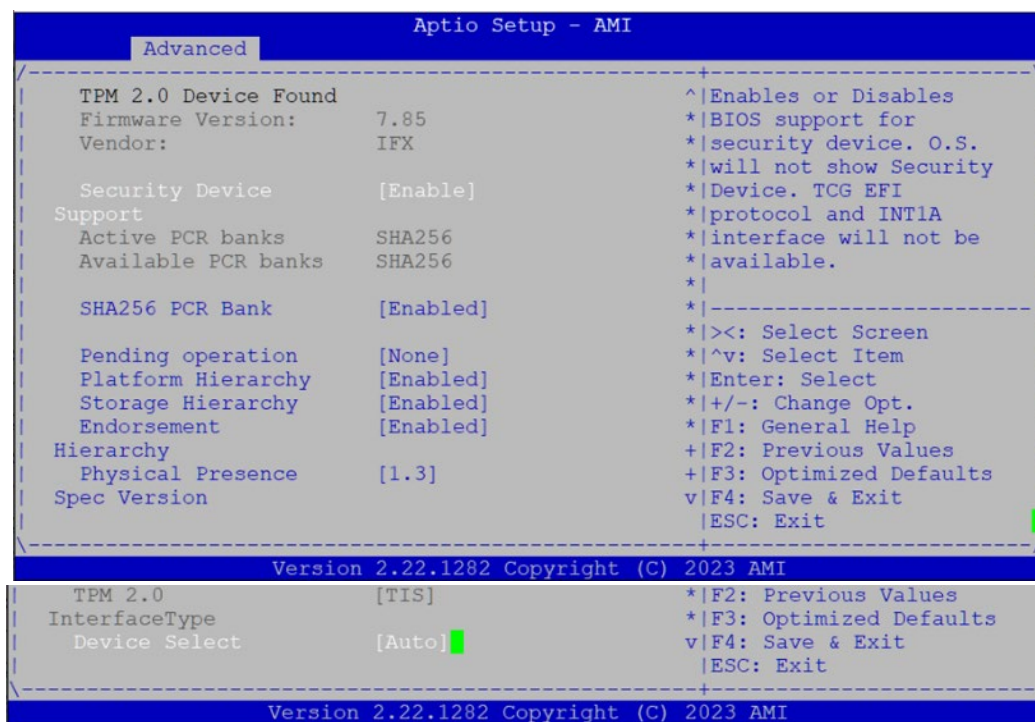 Aptio Setup - AMI
Advanced
/----------------------------------------------------+-------------------------\
| TPM 2.0 Device Found ^|Enables or Disables
| Firmware Version: 7.85 *|BIOS support for
| Vendor: IFX *|security device. O.S.
| *|will not show Security
| Security Device [Enable] *|Device. TCG EFI
| Support *|protocol and INT1A
| Active PCR banks SHA256 *|interface will not be
| Available PCR banks SHA256 *|available.
| *|
| SHA256 PCR Bank [Enabled] *|-------------------------
| *|><: Select Screen
| Pending operation [None] *|^v: Select Item
| Platform Hierarchy [Enabled] *|Enter: Select
| Storage Hierarchy [Enabled] *|+/-: Change Opt.
| Endorsement [Enabled] *|F1: General Help
| Hierarchy +|F2: Previous Values
| Physical Presence [1.3] +|F3: Optimized Defaults
| Spec Version v|F4: Save & Exit
| |ESC: Exit
\----------------------------------------------------+-------------------------/
Version 2.22.1282 Copyright (C) 2023 AMI
| TPM 2.0 [TIS] *|F2: Previous Values
| InterfaceType *|F3: Optimized Defaults
| Device Select [Auto] v|F4: Save & Exit
| |ESC: Exit
\----------------------------------------------------+-------------------------/
Version 2.22.1282 Copyright (C) 2023 AMI